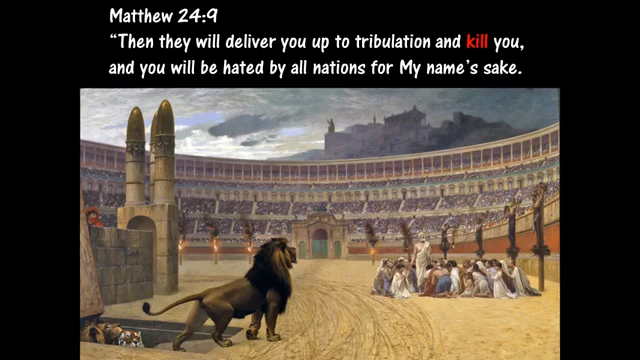 Matthew 24:9
“Then they will deliver you up to tribulation and kill you,
and you will be hated by all nations for My name’s sake.